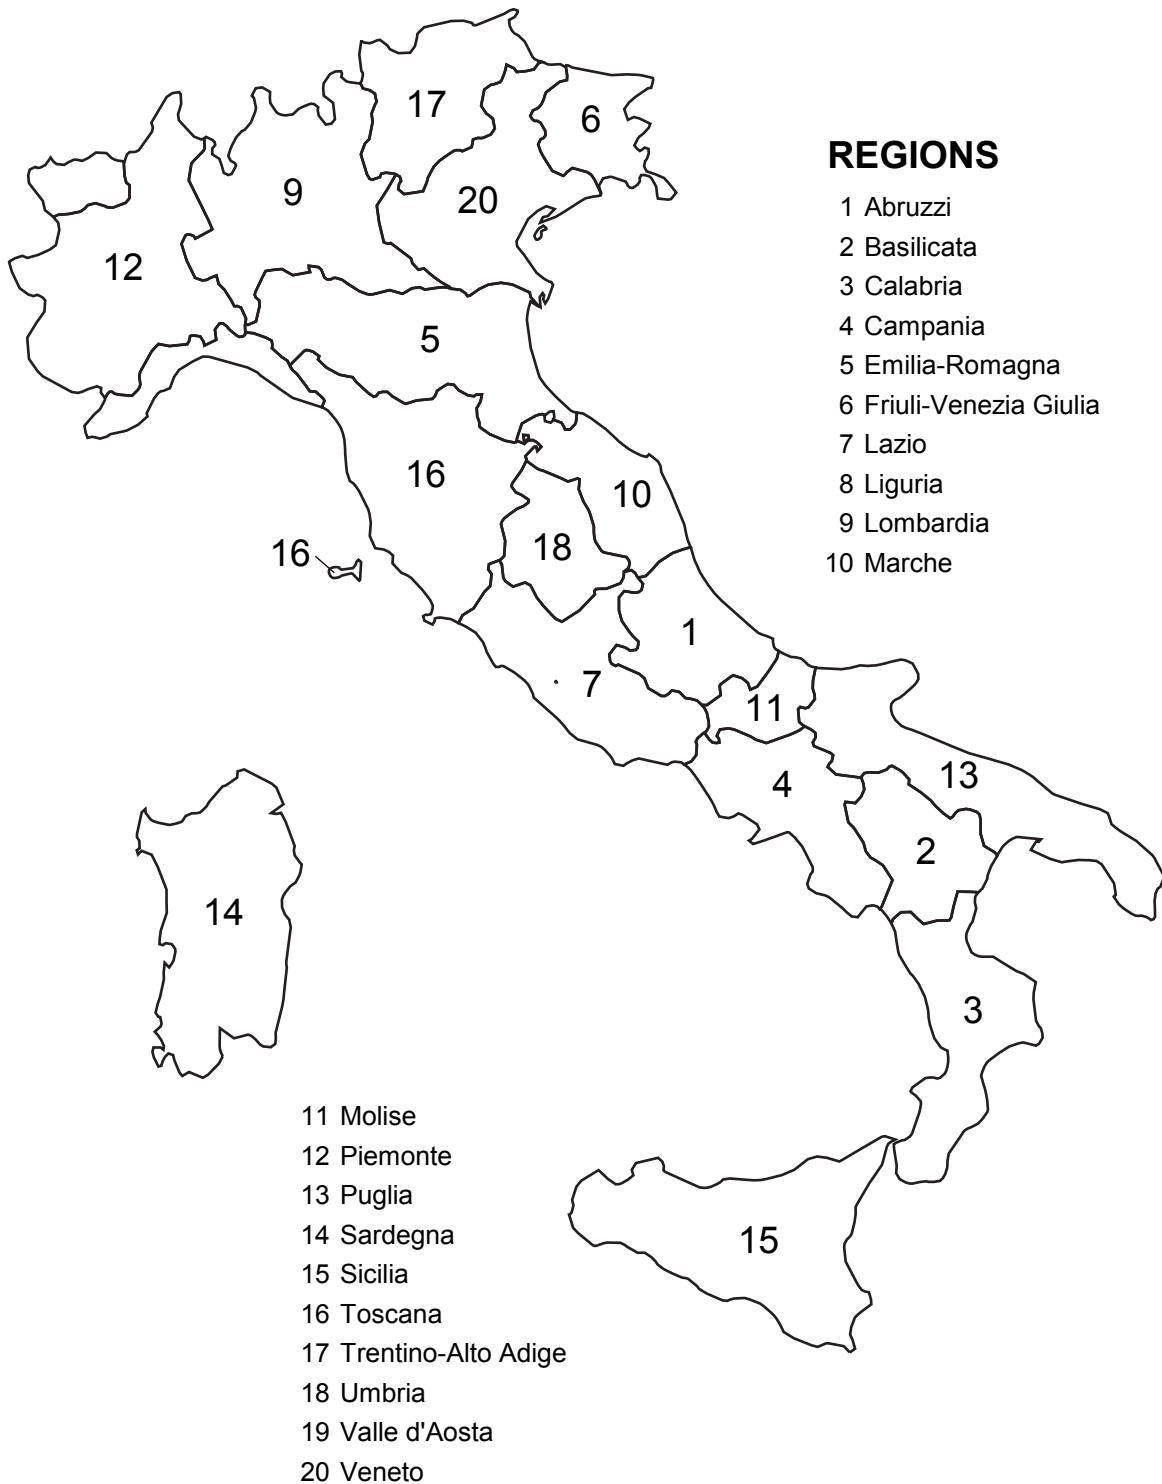 17
6
9
20
12
5
16
10
18
16
1
7
11
4
13
2
14
3
15
REGIONS
1 Abruzzi
2 Basilicata
3 Calabria
4 Campania
5 Emilia-Romagna
6 Friuli-Venezia Giulia
7 Lazio
8 Liguria
9 Lombardia
10 Marche
11 Molise
12 Piemonte
13 Puglia
14 Sardegna
15 Sicilia
16 Toscana
17 Trentino-Alto Adige
18 Umbria
19 Valle d'Aosta
20 Veneto